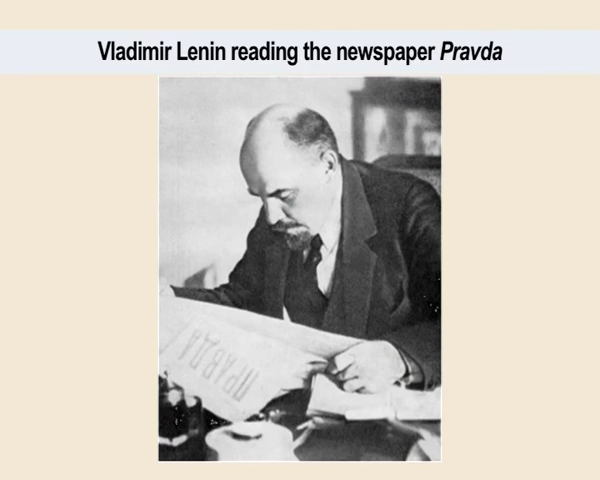 Vladimir Lenin reading the newspaper Pravda
ПРАВДА